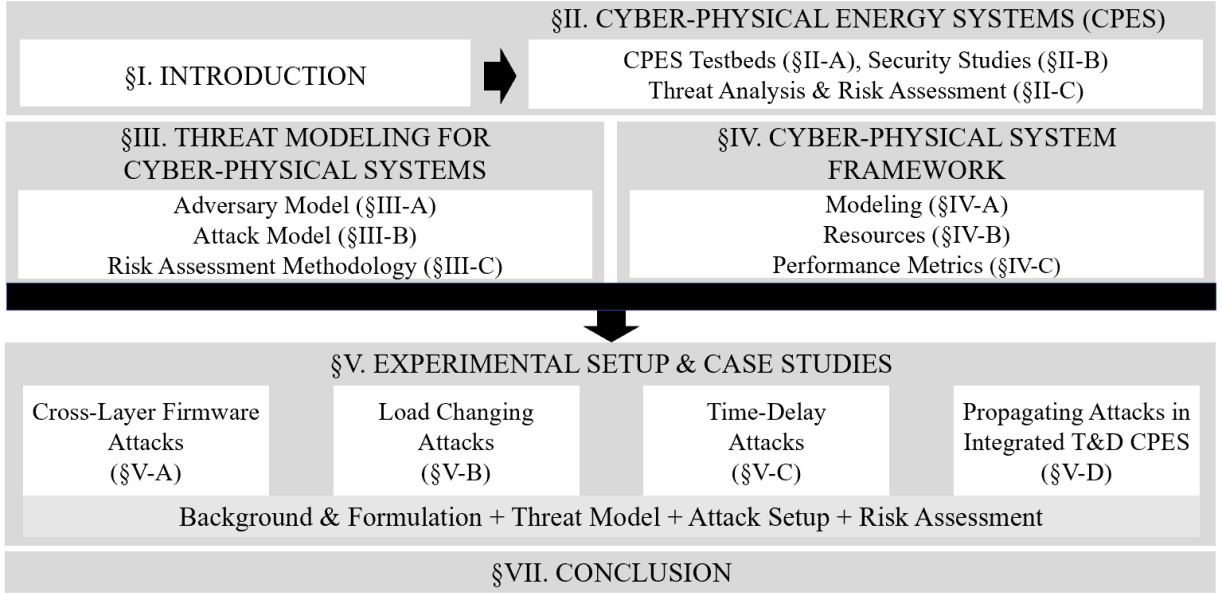 §I. INTRODUCTION
§II. CYBER-PHYSICAL ENERGY SYSTEMS (CPES)
CPES Testbeds (§II-A), Security Studies (§II-B)
Threat Analysis & Risk Assessment (§II-C)
§III. THREAT MODELING FOR
CYBER-PHYSICAL SYSTEMS
Adversary Model (§III-A)
Attack Model (§III-B)
Risk Assessment Methodology (§III-C)
§IV. CYBER-PHYSICAL SYSTEM
FRAMEWORK
Modeling (§IV-A)
Resources (§IV-B)
Performance Metrics (§IV-C)
§V. EXPERIMENTAL SETUP & CASE STUDIES
Cross-Layer Firmware
Attacks
(§V-A)
Load Changing
Attacks
(§V-B)
Time-Delay
Attacks
(§V-C)
Propagating Attacks in
Integrated T&D CPES
(§V-D)
Background & Formulation + Threat Model + Attack Setup + Risk Assessment
§VII. CONCLUSION